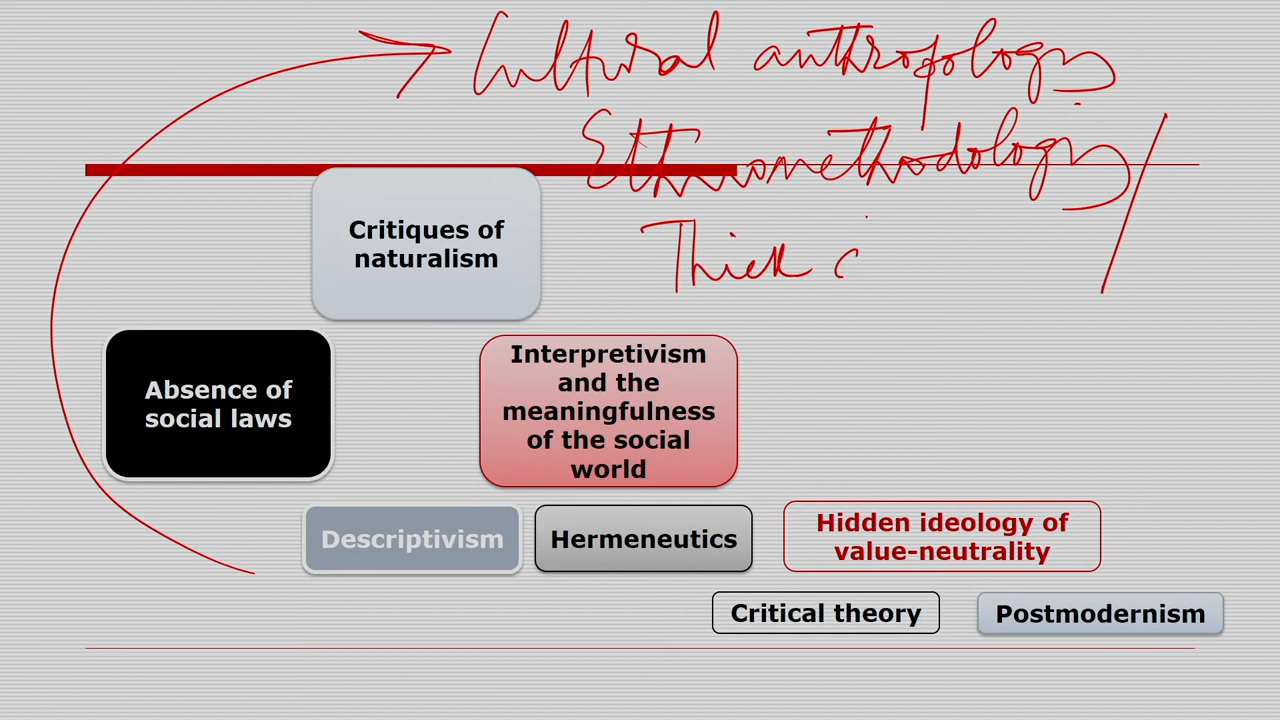 Cultural anthropology
Ethnomethodology
Thick
Critiques of
naturalism
Absence of
social laws
Interpretivism
and the
meaningfulness
of the social
world
Descriptivism
Hermeneutics
Hidden ideology of
value-neutrality
Critical theory
Postmodernism